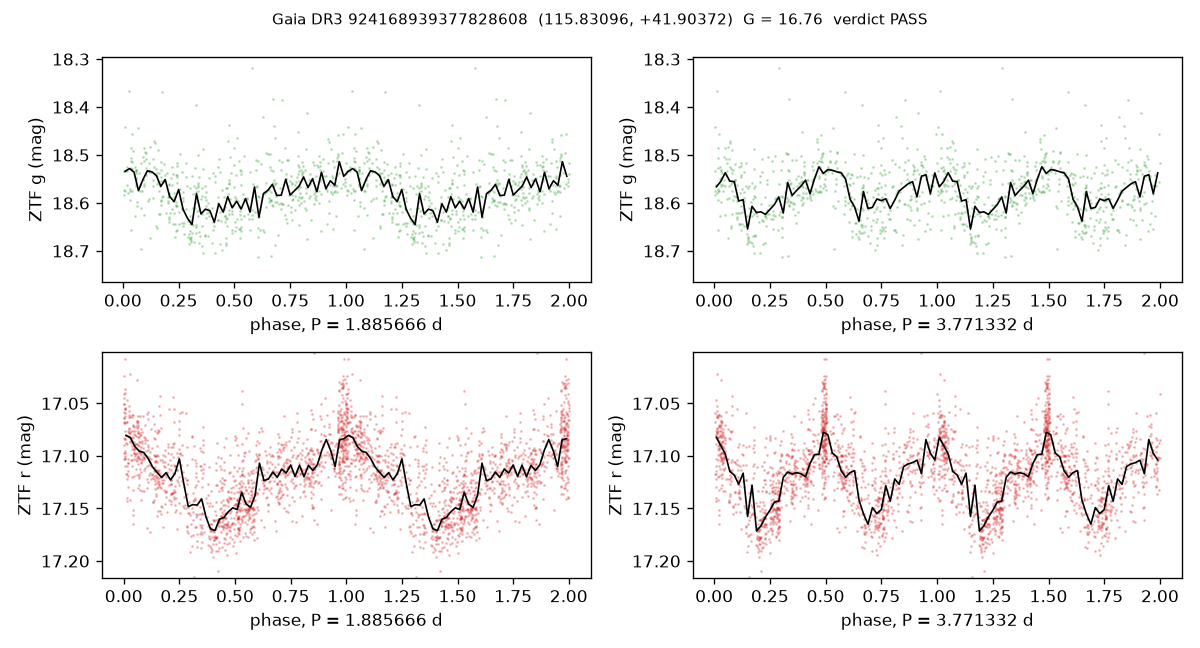 Gaia DR3 924168939377828608  (115.83096, +41.90372)  G = 16.76  verdict PASS
ZTF g (mag)
18.3
18.4
18.5
18.6
18.7
0.00 0.25 0.50 0.75 1.00 1.25 1.50 1.75 2.00
phase, P = 1.885666 d
ZTF g (mag)
18.3
18.4
18.5
18.6
18.7
0.00 0.25 0.50 0.75 1.00 1.25 1.50 1.75 2.00
phase, P = 3.771332 d
ZTF r (mag)
17.05
17.10
17.15
17.20
0.00 0.25 0.50 0.75 1.00 1.25 1.50 1.75 2.00
phase, P = 1.885666 d
ZTF r (mag)
17.05
17.10
17.15
17.20
0.00 0.25 0.50 0.75 1.00 1.25 1.50 1.75 2.00
phase, P = 3.771332 d